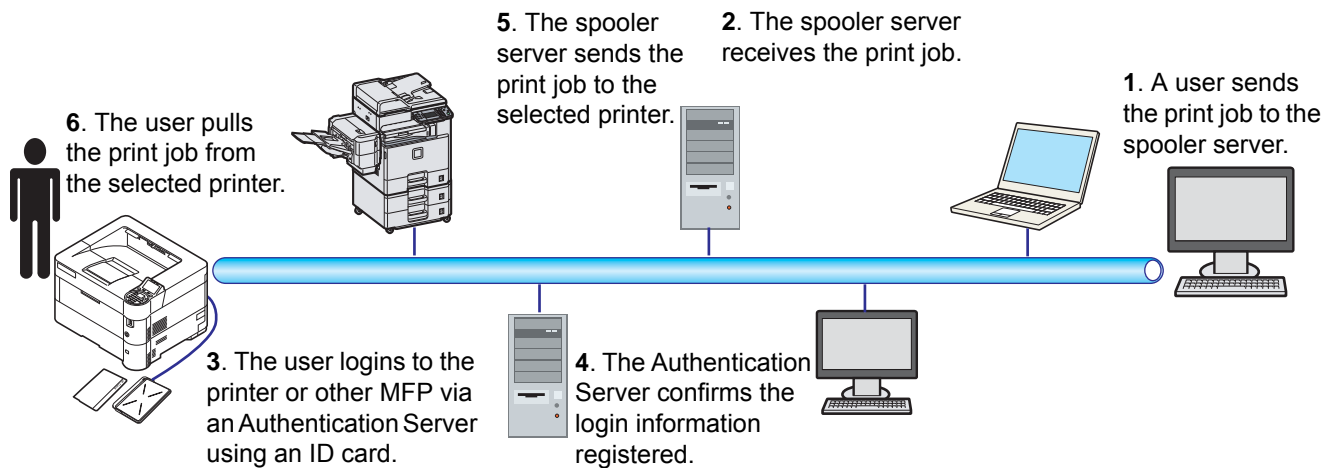 5. The spooler
server sends the
print job to the
selected printer.
2. The spooler server
receives the print job.
1. A user sends
the print job to the
spooler server.
6. The user pulls
the print job from
the selected printer.
3. The user logins to the
printer or other MFP via
an Authentication Server
using an ID card.
4. The Authentication
Server confirms the
login information
registered.